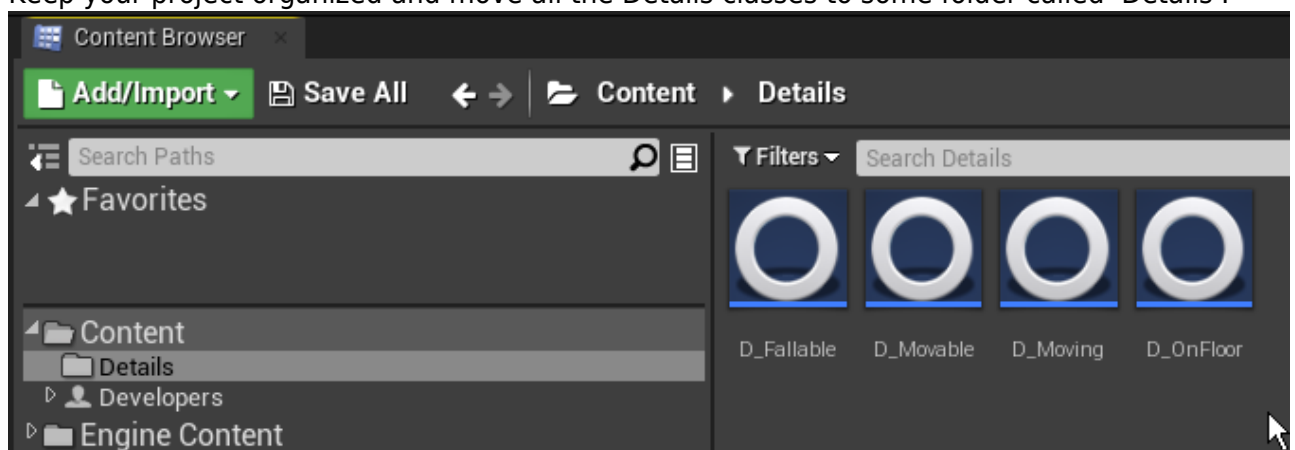 Keep your project organized and move all the Details classes to some folder called 'Details'.
Content Browser
Add/Import
Save All
Content
Details
Search Paths
Filters
Search Details
Favorites
Content
Details
Developers
Engine Content
D_Fallable
D_Movable
D_Moving
D_OnFloor